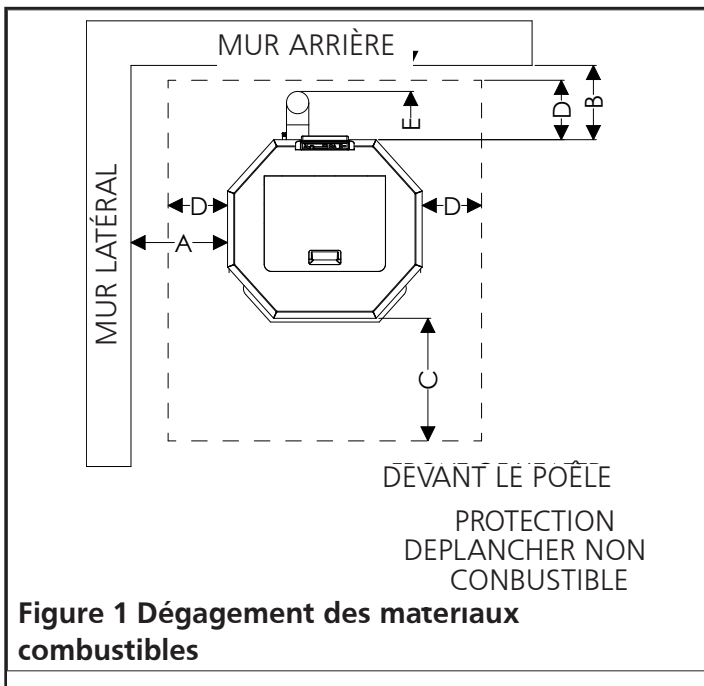 MUR ARRIÈRE
D
B
E
MUR LATÉRAL
D
D
A
C
DEVANT LE POÊLE
PROTECTION
DEPLANCHER NON
CONBUSTIBLE
Figure 1 Dégagement des materiaux
combustibles